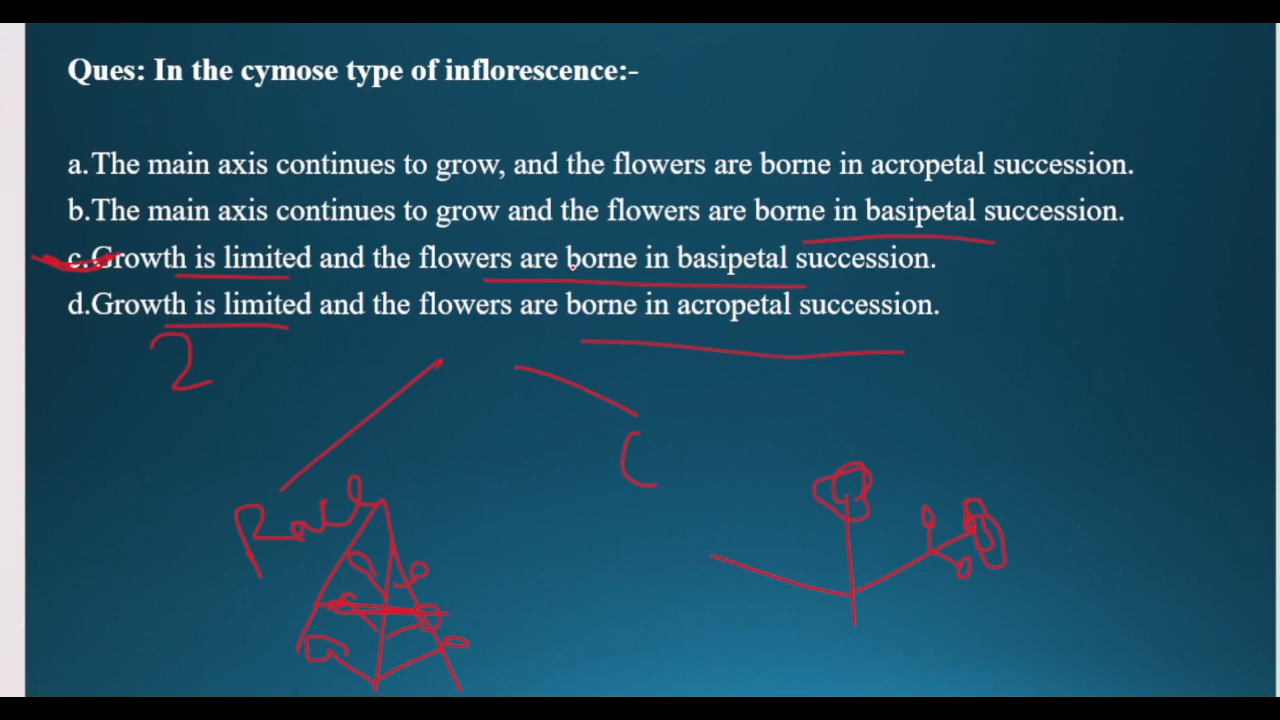 Ques: In the cymose type of inflorescence:-
a.The main axis continues to grow, and the flowers are borne in acropetal succession.
b.The main axis continues to grow and the flowers are borne in basipetal succession.
c.Growth is limited and the flowers are borne in basipetal succession.
d.Growth is limited and the flowers are borne in acropetal succession.
2
C